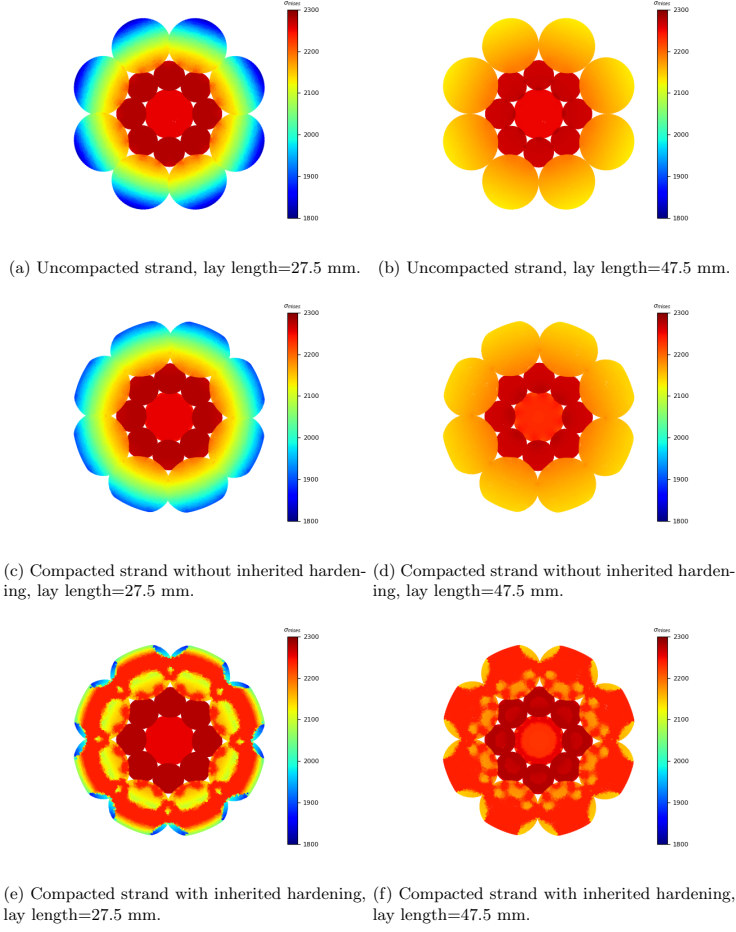 σmises σmises
2300 2300
2200 2200
2100 2100
2000 2000
1900 1900
1800 1800
(a) Uncompacted strand, lay length=27.5 mm. (b) Uncompacted strand, lay length=47.5 mm.
σmises σmises
2300 2300
2200 2200
2100 2100
2000 2000
1900 1900
1800 1800
(c) Compacted strand without inherited harden-
ing, lay length=27.5 mm.
(d) Compacted strand without inherited harden-
ing, lay length=47.5 mm.
σmises σmises
2300 2300
2200 2200
2100 2100
2000 2000
1900 1900
1800 1800
(e) Compacted strand with inherited hardening,
lay length=27.5 mm.
(f) Compacted strand with inherited hardening,
lay length=47.5 mm.